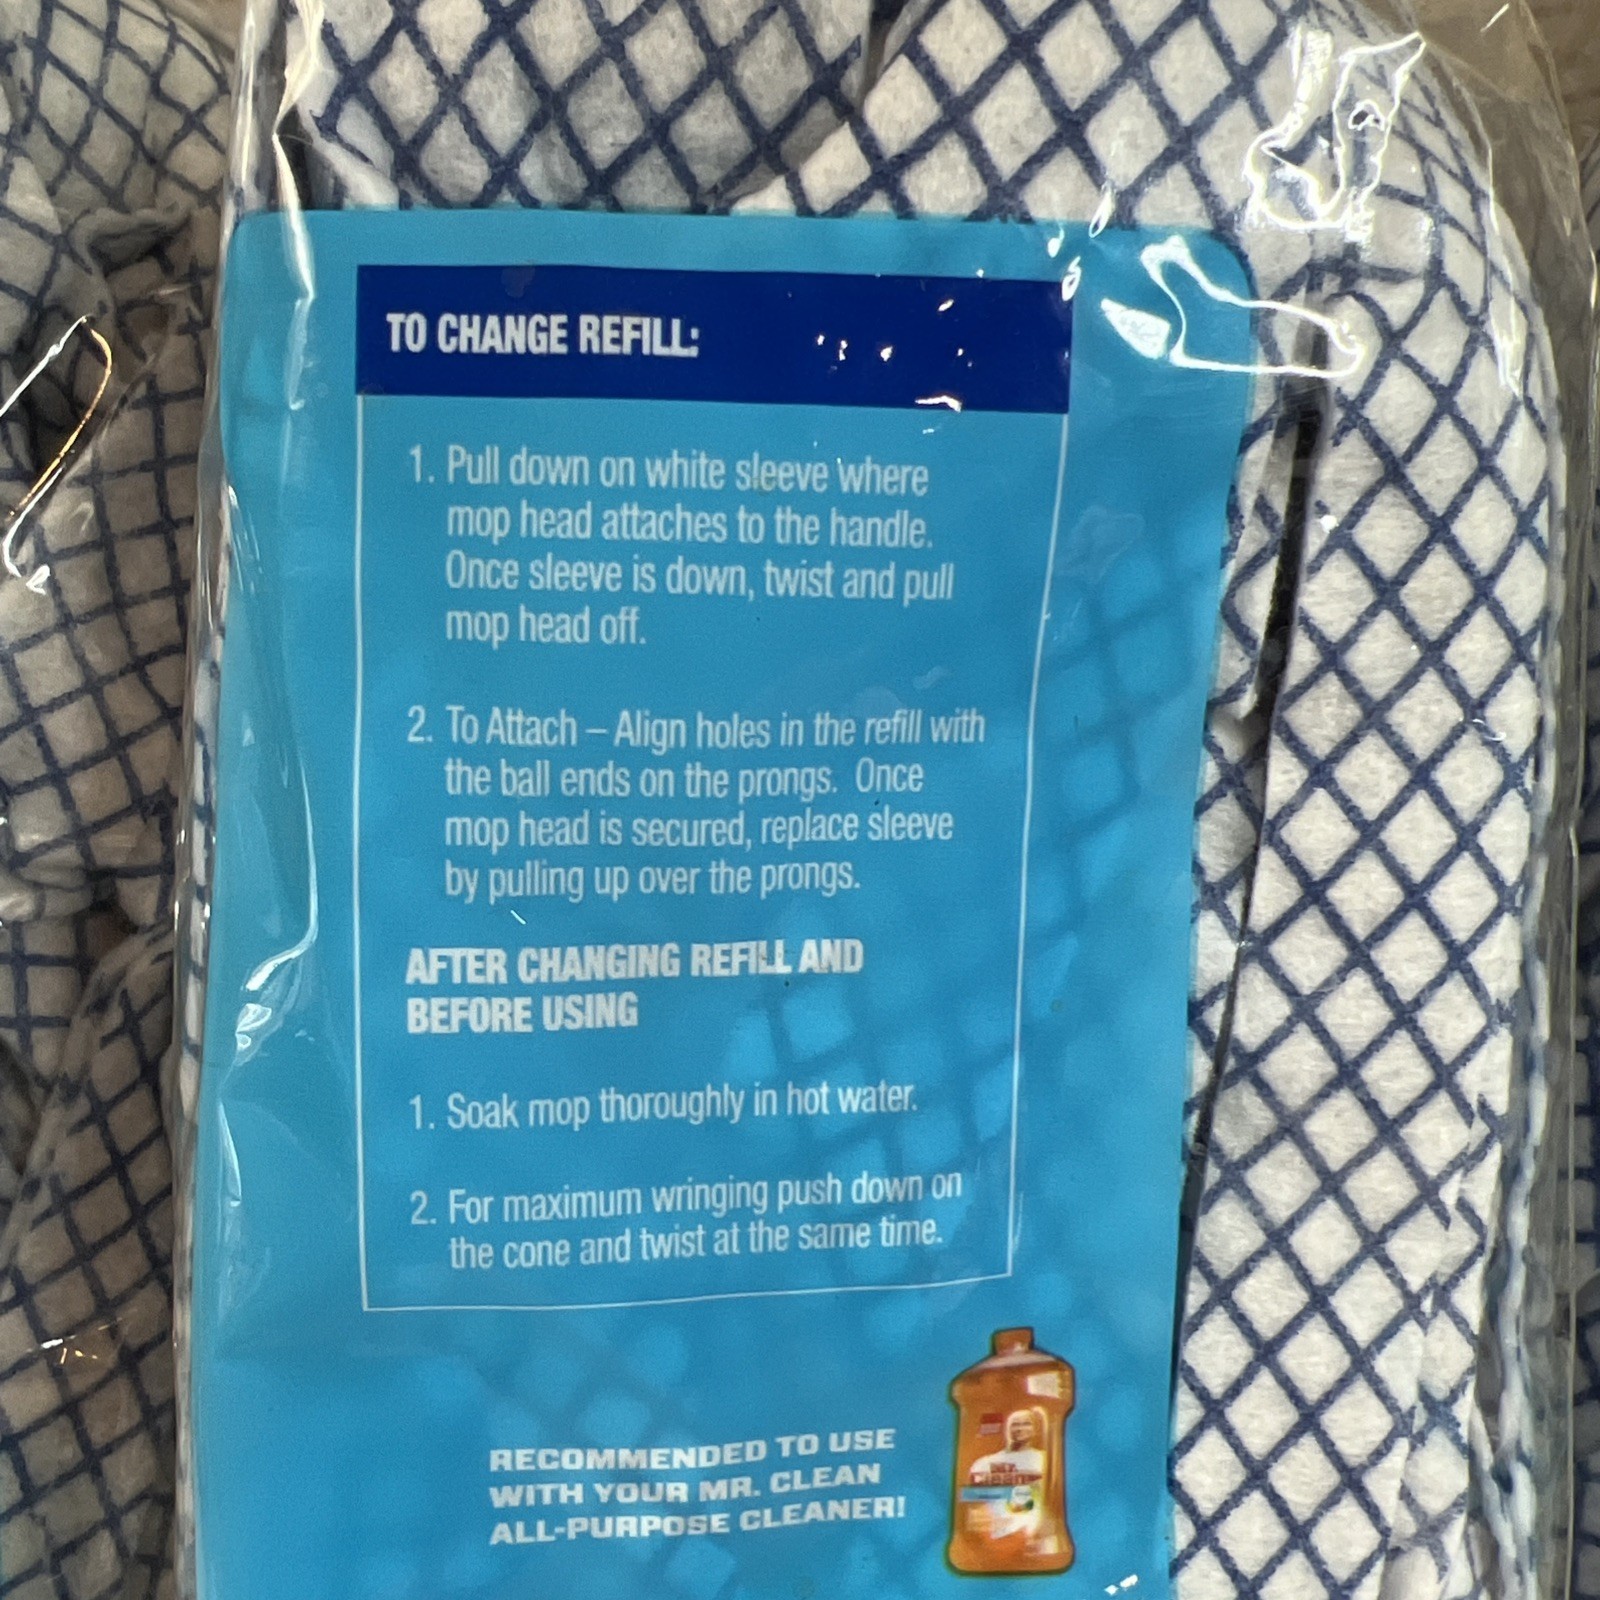 TO CHANGE REFILL:
1. Pull down on white sleeve where
mop head attaches to the handle.
Once sleeve is down, twist and pull
mop head off.
2. To Attach – Align holes in the refill with
the ball ends on the prongs. Once
mop head is secured, replace sleeve
by pulling up over the prongs.
AFTER CHANGING REFILL AND
BEFORE USING
1. Soak mop thoroughly in hot water.
2. For maximum wringing push down on
the cone and twist at the same time.
RECOMMENDED TO USE
WITH YOUR MR. CLEAN
ALL-PURPOSE CLEANER!
Mr.
Clean